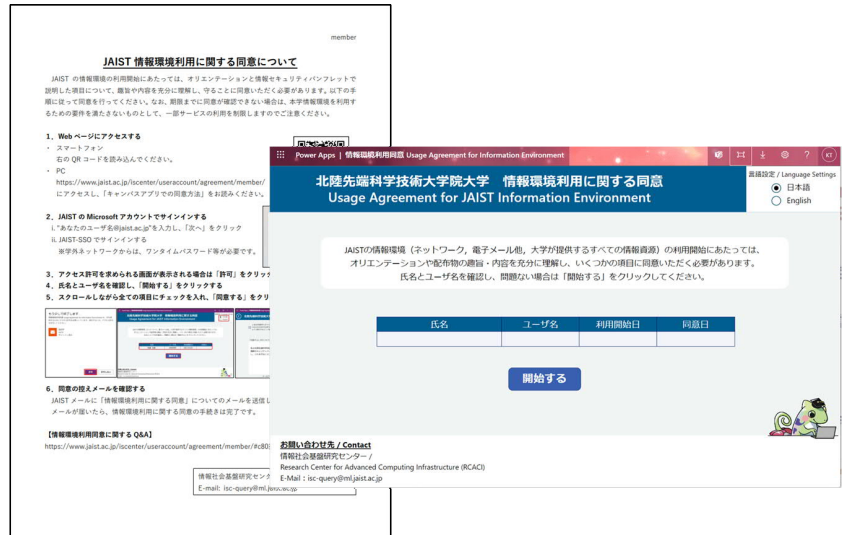 member
JAIST 情報環境利用に関する同意について
JAIST の情報環境の利用開始にあたっては、オリエンテーションと情報セキュリティパンフレットで
説明した項目について、趣旨や内容を充分に理解し、守ることに同意いただく必要があります。以下の手
順に従って同意を行ってください。なお、期限までに同意が確認できない場合は、本学情報環境を利用す
るための要件を満たさないものとして、一部サービスの利用を制限しますのでご注意ください。
1、Web ページにアクセスする
・ スマートフォン
右の QR コードを読み込んでください。
・ PC
https://www.jaist.ac.jp/iscenter/useraccount/agreement/member/
にアクセスし、「キャンパスアプリでの同意方法」をお読みください。
2、JAIST の Microsoft アカウントでサインインする
i. "あなたのユーザ名@jaist.ac.jp"を入力し、「次へ」をクリック
ii. JAIST-SSO でサインインする
※学外ネットワークからは、ワンタイムパスワード等が必要です。
3、アクセス許可を求められる画面が表示される場合は「許可」をクリッ
4、氏名とユーザ名を確認し、「開始する」をクリックする
5、スクロールしながら全ての項目にチェックを入れ、「同意する」をクリ
6、同意の控えメールを確認する
JAIST メールに「情報環境利用に関する同意」についてのメールを送信し
メールが届いたら、情報環境利用に関する同意の手続きは完了です。
【情報環境利用同意に関する Q&A】
https://www.jaist.ac.jp/iscenter/useraccount/agreement/member/#c80
情報社会基盤研究センタ
E-mail: isc-query@ml.jaist.ac.jp
Power Apps | 情報環境利用同意 Usage Agreement for Information Environment
? KT
北陸先端科学技術大学院大学 情報環境利用に関する同意
Usage Agreement for JAIST Information Environment
言語設定 / Language Settings
日本語
English
JAISTの情報環境（ネットワーク，電子メール他，大学が提供するすべての情報資源）の利用開始にあたっては、
オリエンテーションや配布物の趣旨・内容を充分に理解し、いくつかの項目に同意いただく必要があります。
氏名とユーザ名を確認し、問題ない場合は「開始する」をクリックしてください。
氏名 ユーザ名 利用開始日 同意日
開始する
お問い合わせ先 / Contact
情報社会基盤研究センター /
Research Center for Advanced Computing Infrastructure (RCACI)
E-Mail：isc-query@ml.jaist.ac.jp